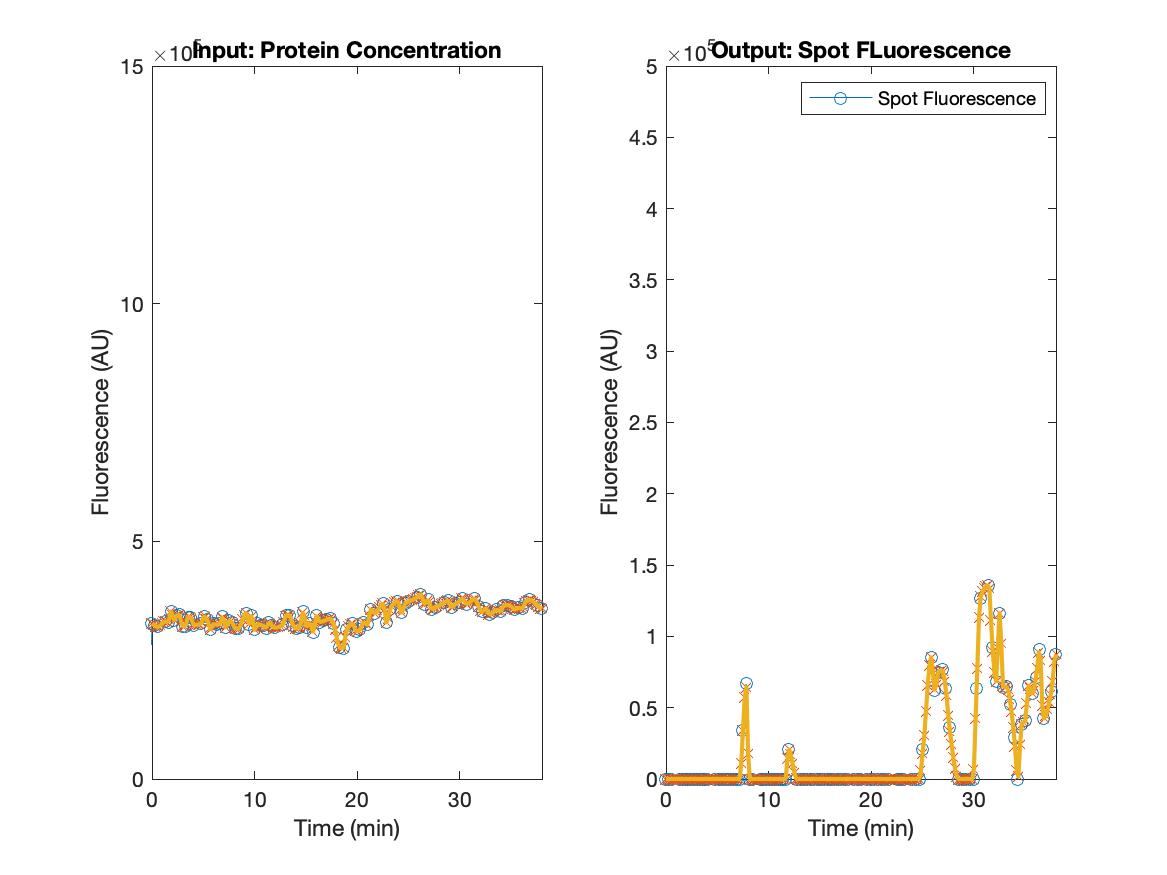 ×10⁵
Input: Protein Concentration
15
10
5
0
0 10 20 30
Time (min)
Fluorescence (AU)
×10⁵
Output: Spot FLuorescence
Spot Fluorescence
5
4.5
4
3.5
3
2.5
2
1.5
1
0.5
0
0 10 20 30
Time (min)
Fluorescence (AU)